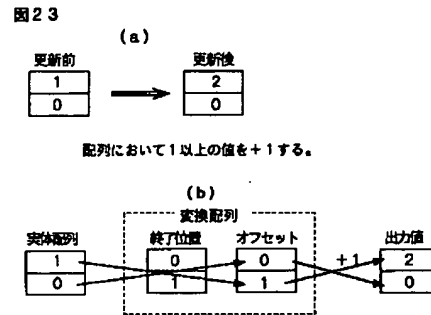 図23
(a)
更新前
更新後
1
2
0
0
配列において1以上の値を+1する。
(b)
変換配列
実体配列
終了位置
オフセット
出力値
+1
1
0
0
2
0
1
1
0